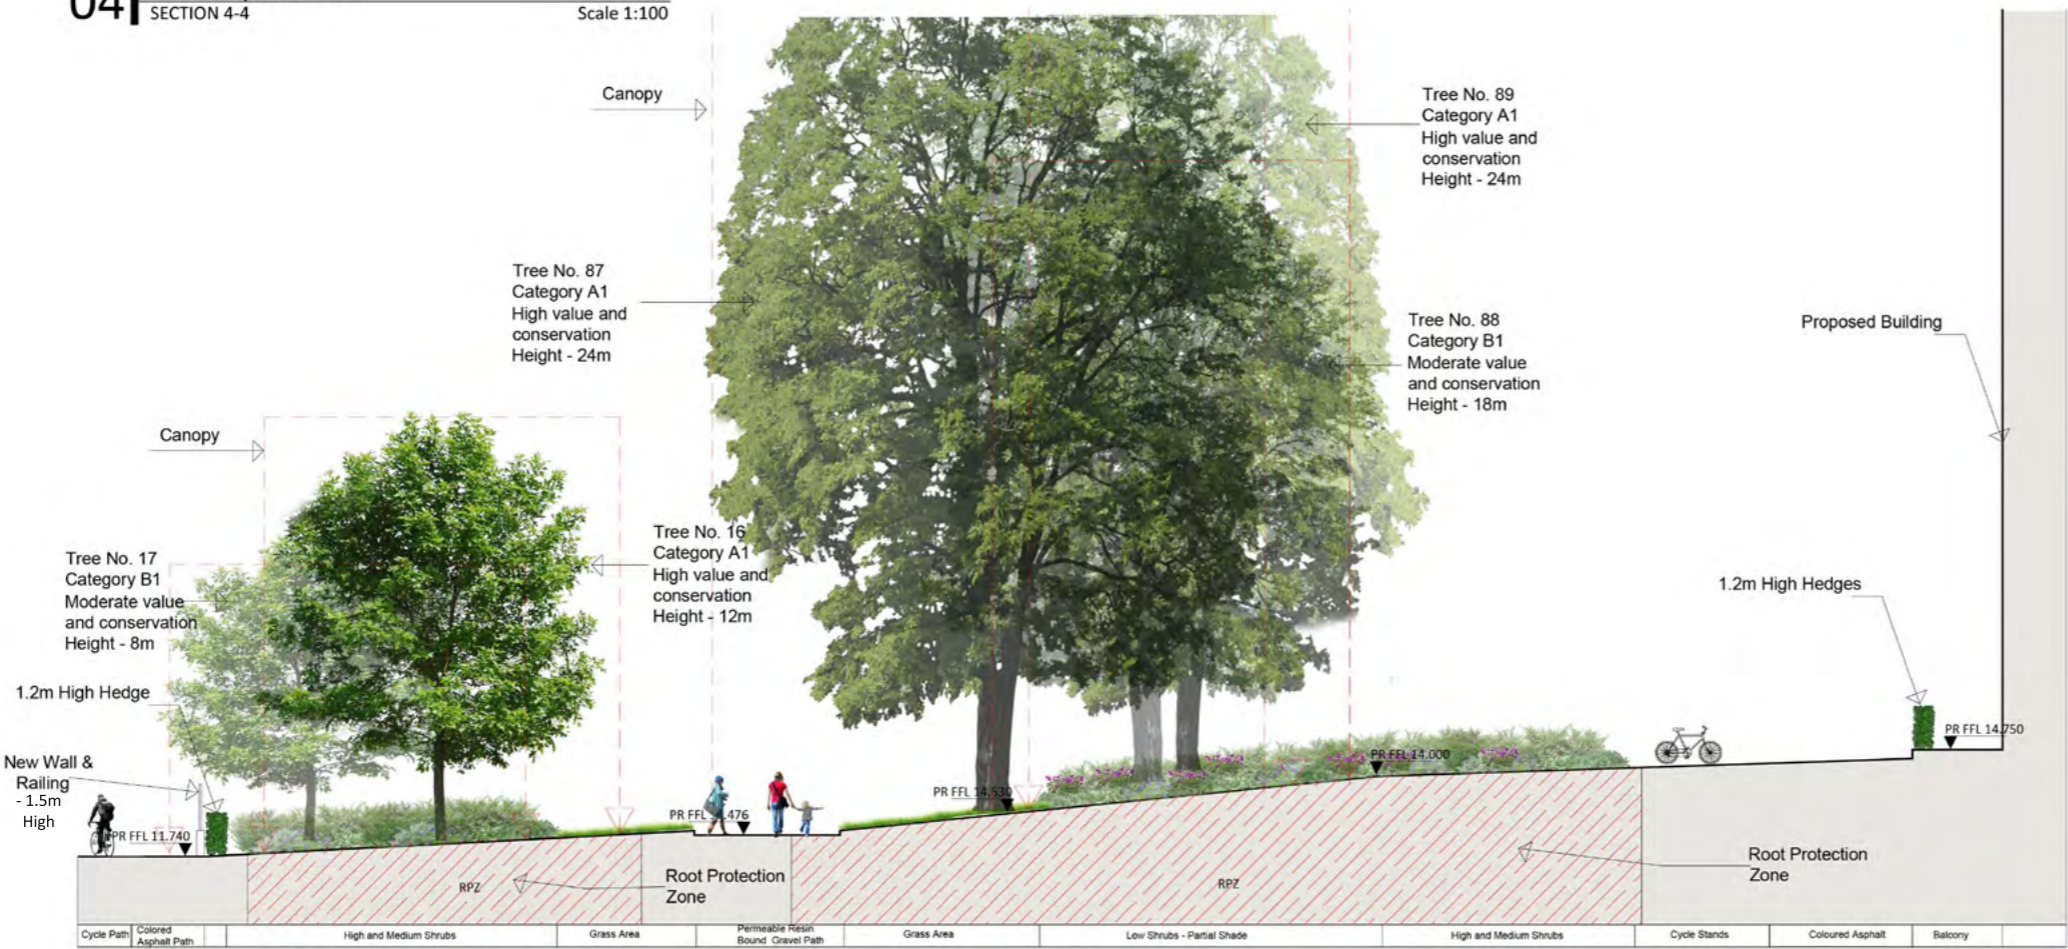 04
SECTION 4-4
Scale 1:100
Canopy
Tree No. 89
Category A1
High value and
conservation
Height - 24m
Tree No. 87
Category A1
High value and
conservation
Height - 24m
Tree No. 88
Category B1
Moderate value
and conservation
Height - 18m
Proposed Building
Canopy
Tree No. 16
Category A1
High value and
conservation
Height - 12m
Tree No. 17
Category B1
Moderate value
and conservation
Height - 8m
1.2m High Hedges
1.2m High Hedge
New Wall &
Railing
- 1.5m
High
PR FFL 14.750
PR FFL 14.000
PR FFL 14.530
PR FFL
PR FFL 11.740
Root Protection
Zone
Root Protection
Zone
RPZ
RPZ
Cycle Path
Colored
Asphalt Path
High and Medium Shrubs
Grass Area
Permeable Resin
Bound Gravel Path
Grass Area
Low Shrubs - Partial Shade
High and Medium Shrubs
Cycle Stands
Coloured Asphalt
Balcony